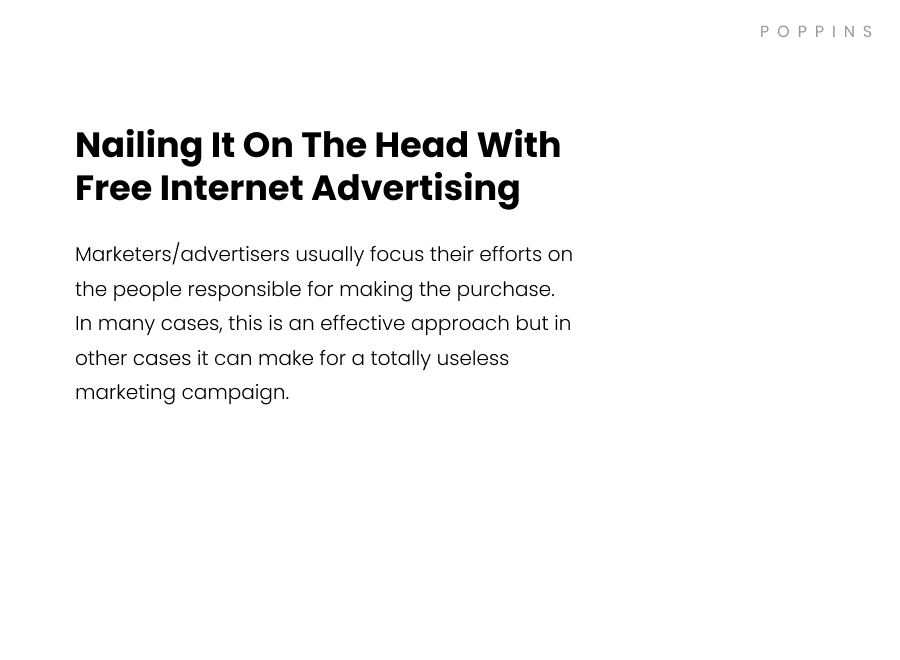 POPPINS
Nailing It On The Head With
Free Internet Advertising
Marketers/advertisers usually focus their efforts on
the people responsible for making the purchase.
In many cases, this is an effective approach but in
other cases it can make for a totally useless
marketing campaign.